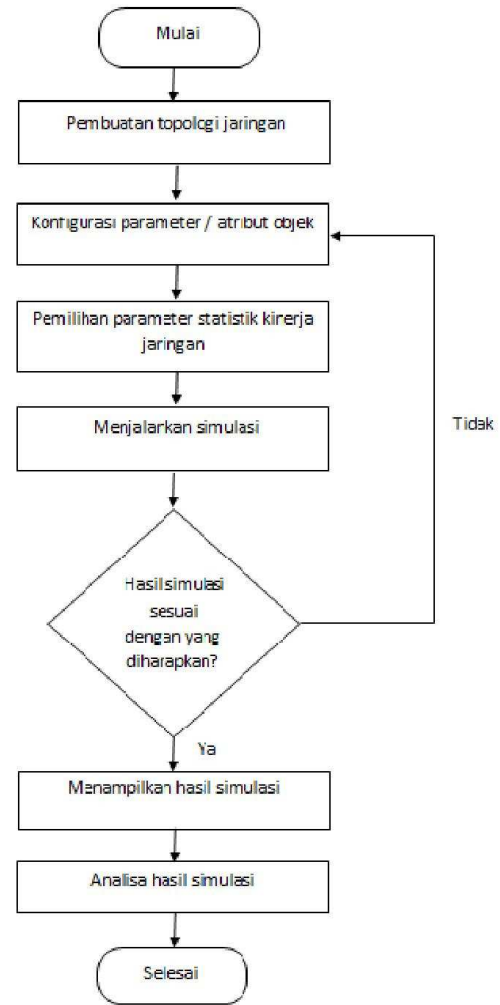 Mulai
Pembuatan topologi jaringan
Konfigurasi parameter / atribut objek
Pemilihan parameter statistik kinerja
jaringan
Menjalankan simulasi
Tidak
Hasil simulasi
sesuai
dengan yang
diharapkan?
Ya
Menampilkan hasil simulasi
Analisa hasil simulasi
Selesai